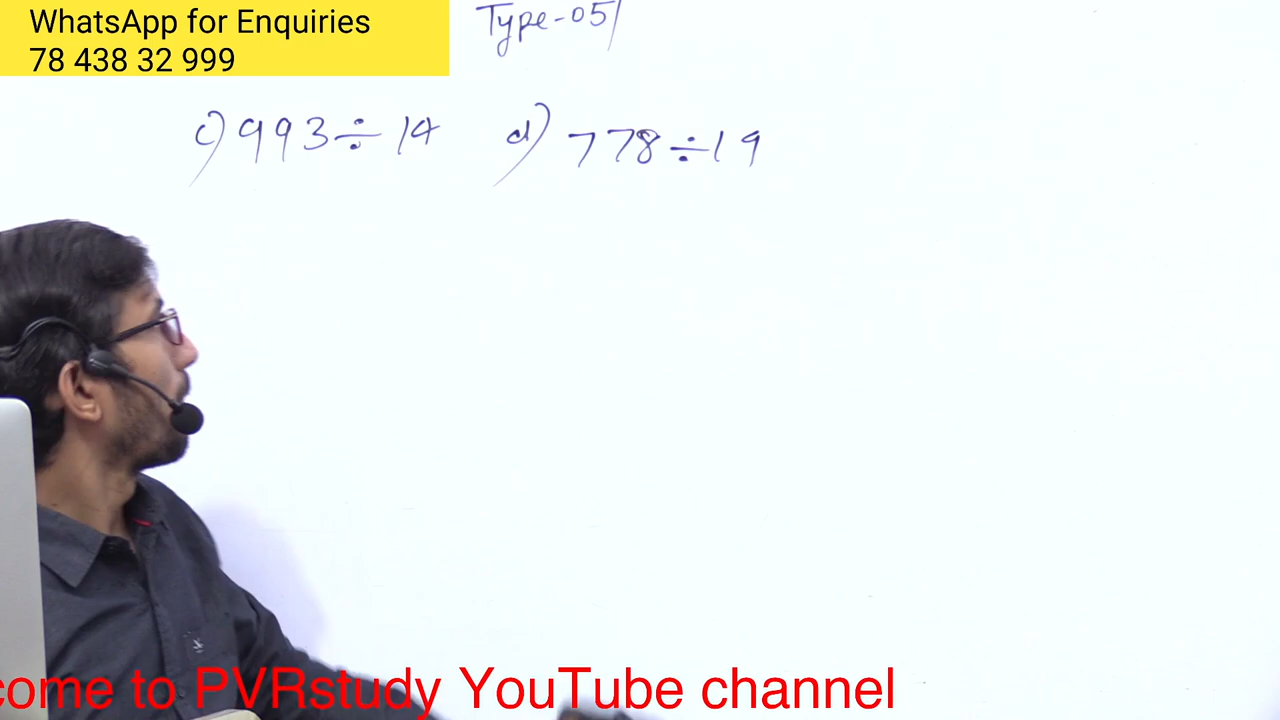 WhatsApp for Enquiries
78 438 32 999
Type-05/
c) 993÷14 d) 778÷19
come to PVRstudy YouTube channel